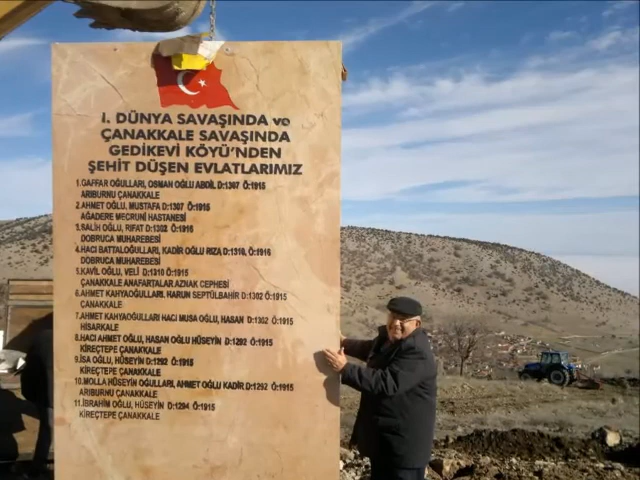 I. DÜNYA SAVAŞINDA ve
ÇANAKKALE SAVAŞINDA
GEDİKEVİ KÖYÜ'NDEN
ŞEHİT DÜŞEN EVLATLARIMIZ
1.GAFFAR OĞULLARI, OSMAN OĞLU ABDİL D:1307 Ö:1915
ARIBURNU ÇANAKKALE
2.AHMET OĞLU, MUSTAFA D:1307 Ö:1915
AĞADERE MECRUNİ HASTANESİ
3.SALİH OĞLU, RIFAT D:1302 Ö:1916
DOBRUCA MUHAREBESİ
4.HACI BATTALOĞULLARI, KADİR OĞLU RIZA D:1310, Ö:1916
DOBRUCA MUHAREBESİ
5.KAVİL OĞLU, VELİ D:1310 Ö:1915
ÇANAKKALE ANAFARTALAR AZNAK CEPHESİ
6.AHMET KAHYAOĞULLARI. HARUN SEPTÜLBAHİR D:1302 Ö:1915
ÇANAKKALE
7.AHMET KAHYAOĞULLARI HACI MUSA OĞLU, HASAN D:1302 Ö:1915
HİSARKALE
8.HACI AHMET OĞLU, HASAN OĞLU HÜSEYİN D:1292 Ö:1915
KİREÇTEPE ÇANAKKALE
9.İSA OĞLU, HÜSEYİN D:1292 Ö:1915
KİREÇTEPE ÇANAKKALE
10.MOLLA HÜSEYİN OĞULLARI, AHMET OĞLU KADİR D:1292 Ö:1915
ARIBURNU ÇANAKKALE
11.İBRAHİM OĞLU, HÜSEYİN D:1294 Ö:1915
KİREÇTEPE ÇANAKKALE